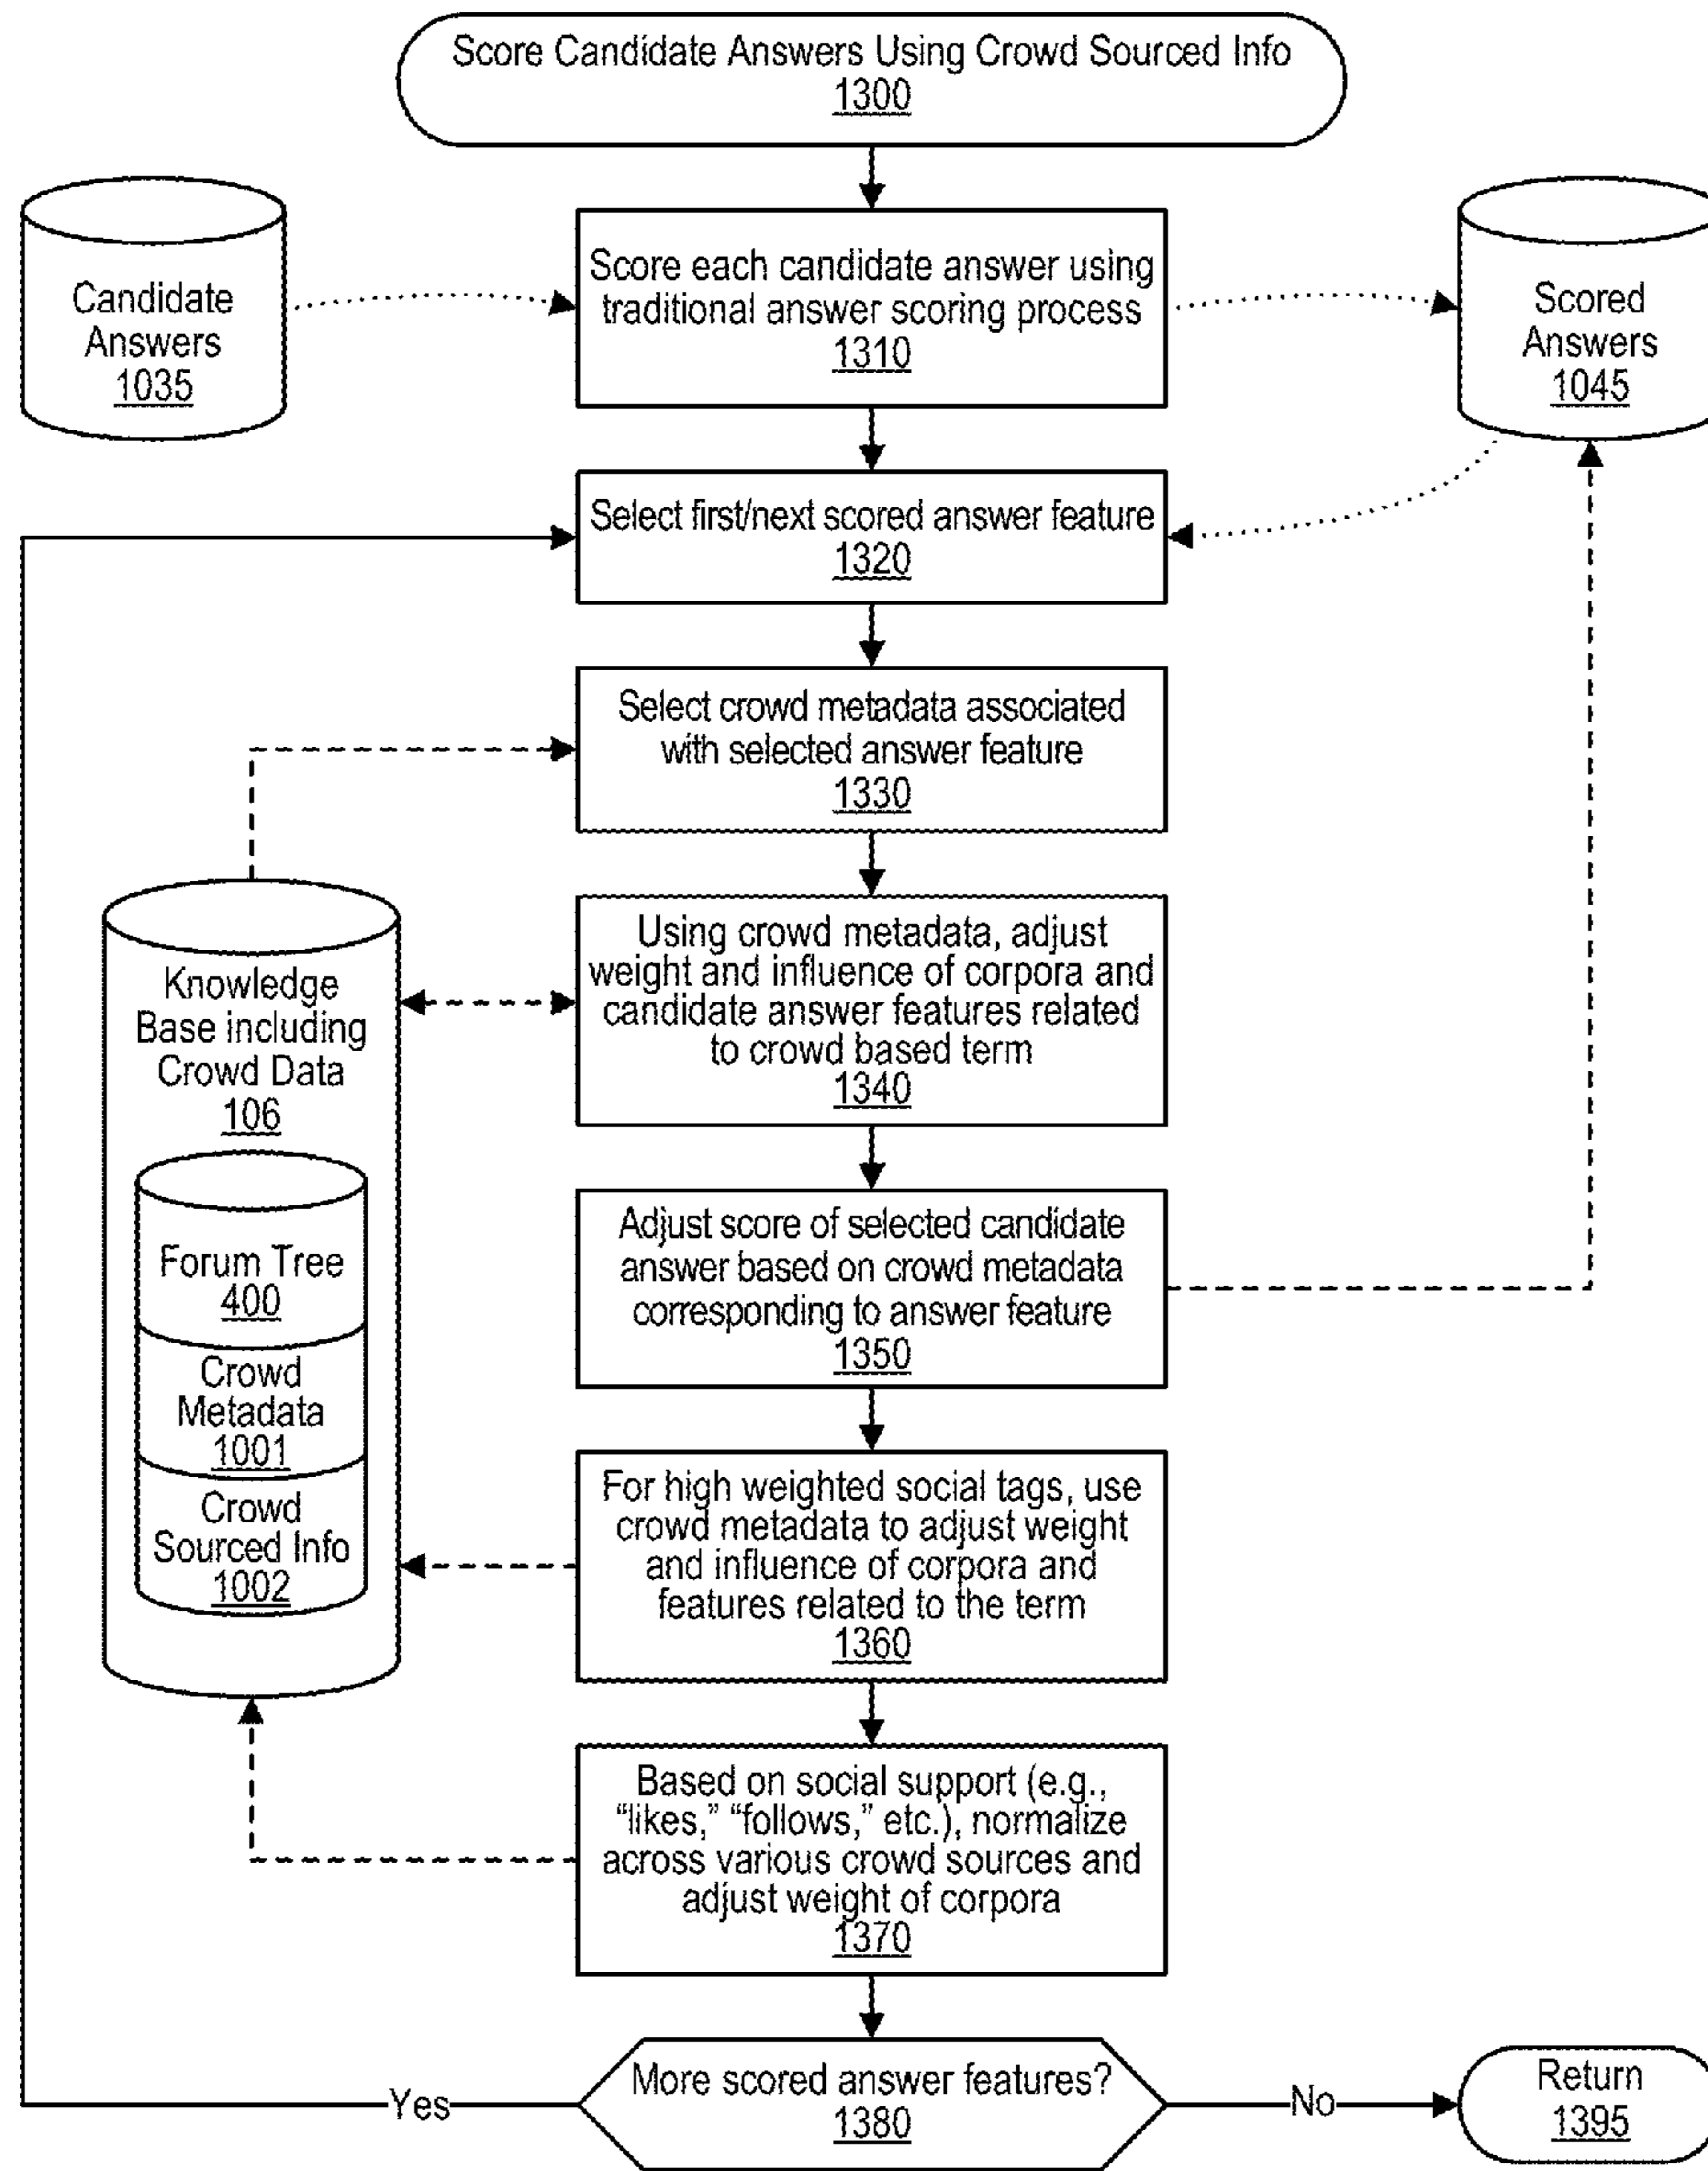 Score Candidate Answers Using Crowd Sourced Info
1300
Candidate
Answers
1035
Score each candidate answer using
traditional answer scoring process
1310
Scored
Answers
1045
Select first/next scored answer feature
1320
Select crowd metadata associated
with selected answer feature
1330
Knowledge
Base including
Crowd Data
106
Using crowd metadata, adjust
weight and influence of corpora and
candidate answer features related
to crowd based term
1340
Forum Tree
400
Crowd
Metadata
1001
Crowd
Sourced Info
1002
Adjust score of selected candidate
answer based on crowd metadata
corresponding to answer feature
1350
For high weighted social tags, use
crowd metadata to adjust weight
and influence of corpora and
features related to the term
1360
Based on social support (e.g.,
“likes,” “follows,” etc.), normalize
across various crowd sources and
adjust weight of corpora
1370
More scored answer features?
1380
Yes
No
Return
1395